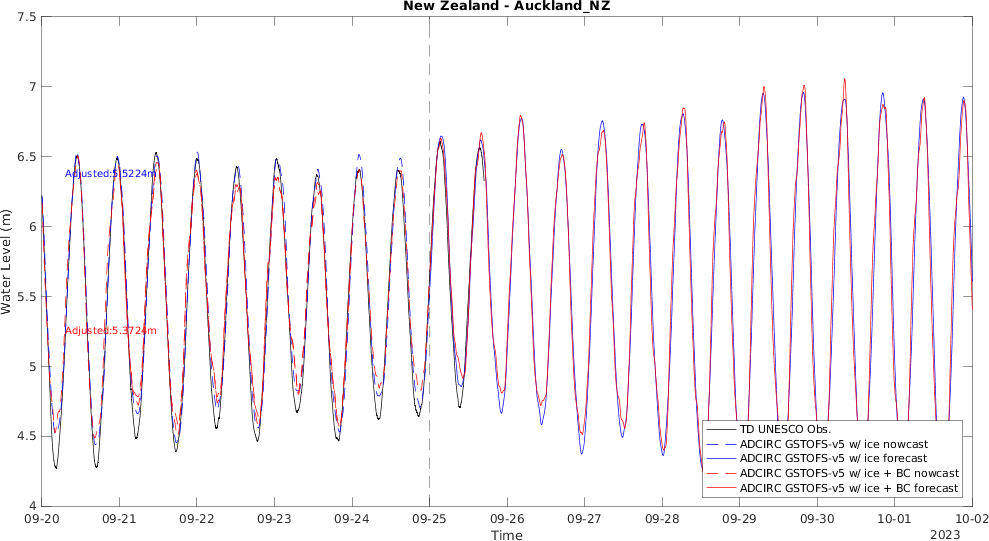 New Zealand - Auckland_NZ
7.5
7
6.5
Adjusted:5.5224m
6
Water Level (m)
5.5
Adjusted:5.3724m
5
4.5
4
TD UNESCO Obs.
ADCIRC GSTOFS-v5 w/ ice nowcast
ADCIRC GSTOFS-v5 w/ ice forecast
ADCIRC GSTOFS-v5 w/ ice + BC nowcast
ADCIRC GSTOFS-v5 w/ ice + BC forecast
09-20 09-21 09-22 09-23 09-24 09-25 09-26 09-27 09-28 09-29 09-30 10-01 10-02
Time
2023